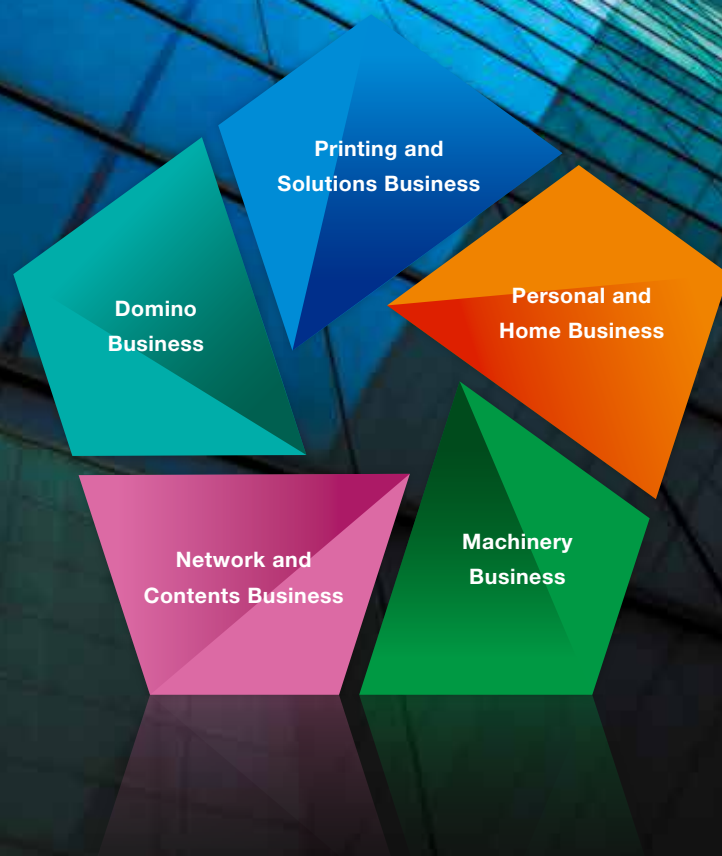 Printing and
Solutions Business
Domino
Business
Personal and
Home Business
Network and
Contents Business
Machinery
Business